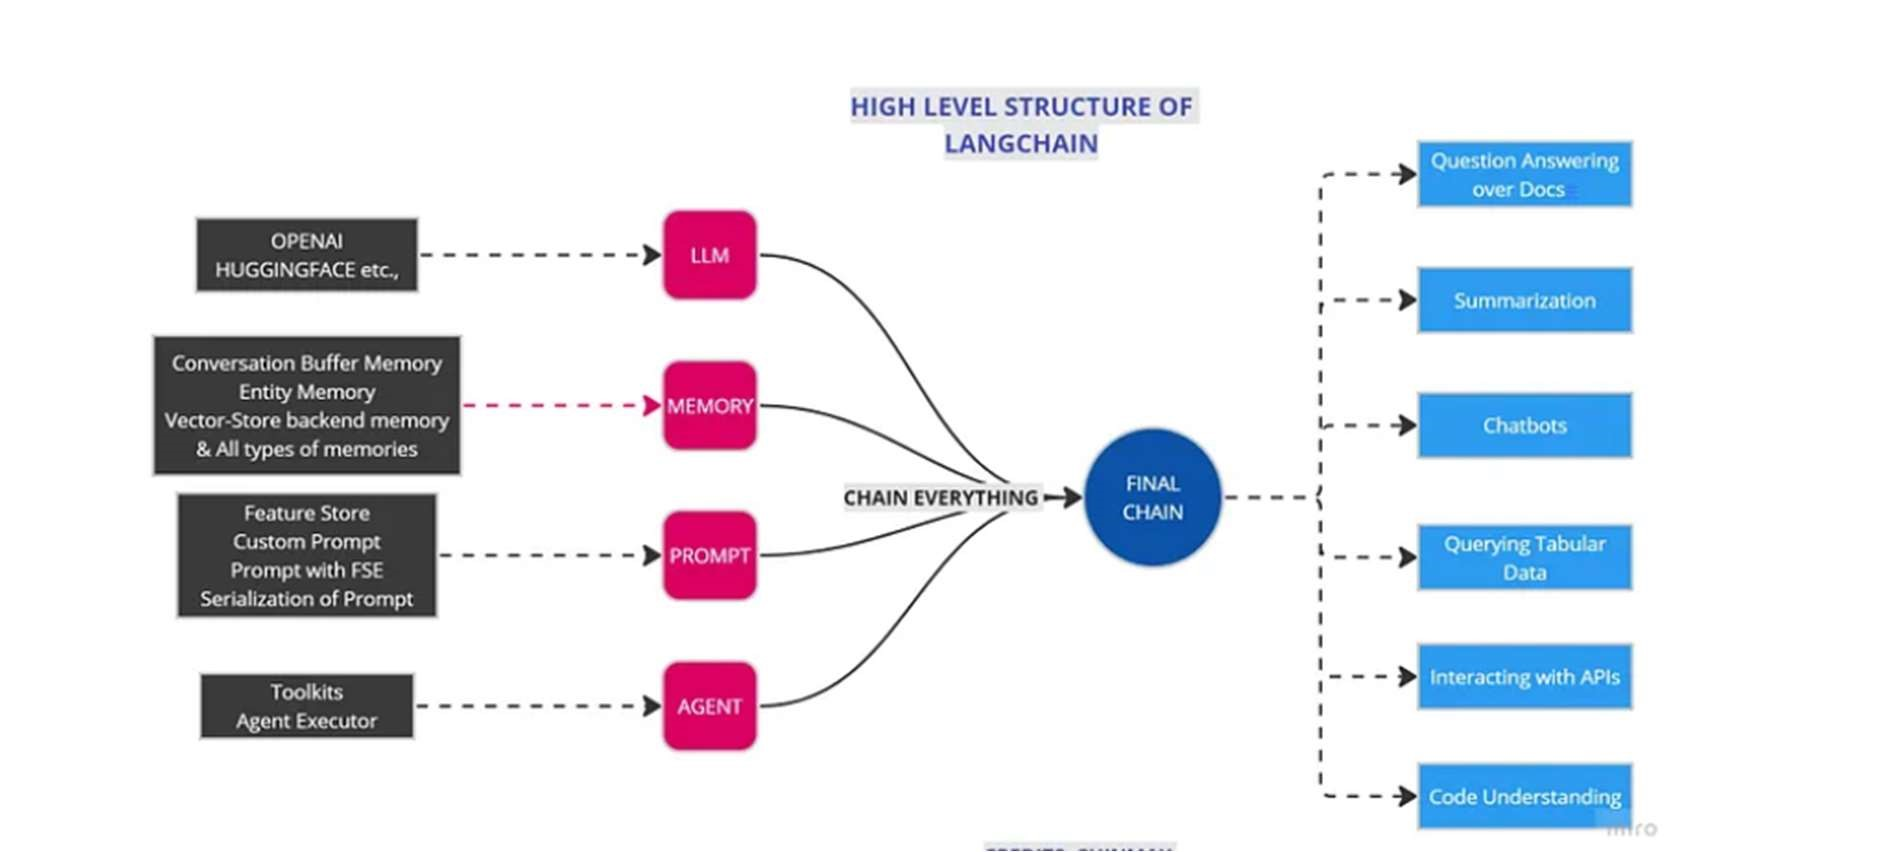 HIGH LEVEL STRUCTURE OF
LANGCHAIN
OPENAI
HUGGINGFACE etc.,
LLM
Conversation Buffer Memory
Entity Memory
Vector-Store backend memory
& All types of memories
MEMORY
Feature Store
Custom Prompt
Prompt with FSE
Serialization of Prompt
PROMPT
Toolkits
Agent Executor
AGENT
CHAIN EVERYTHING
FINAL
CHAIN
Question Answering
over Docs
Summarization
Chatbots
Querying Tabular
Data
Interacting with APIs
Code Understanding
miro